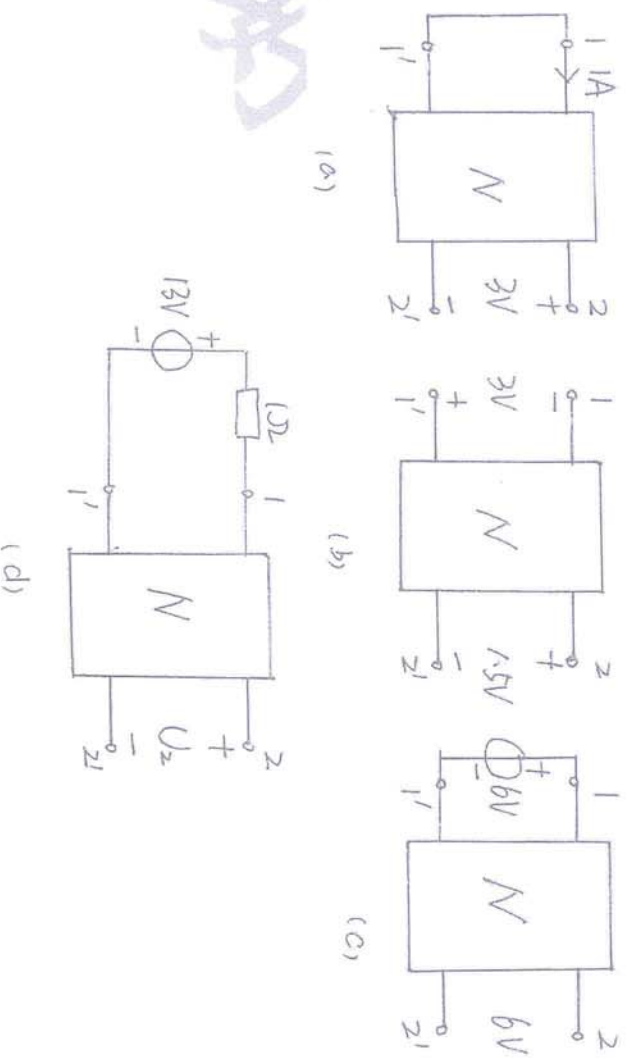 1 1A
N
2 + 3V - 2'
1'
(a)
1 - 3V + 1'
N
2 + 1.5V - 2'
(b)
1
+ 6V -
1'
N
2 6V 2'
(c)
13V + -
1Ω
1
1'
N
2 + U₂ - 2'
(d)